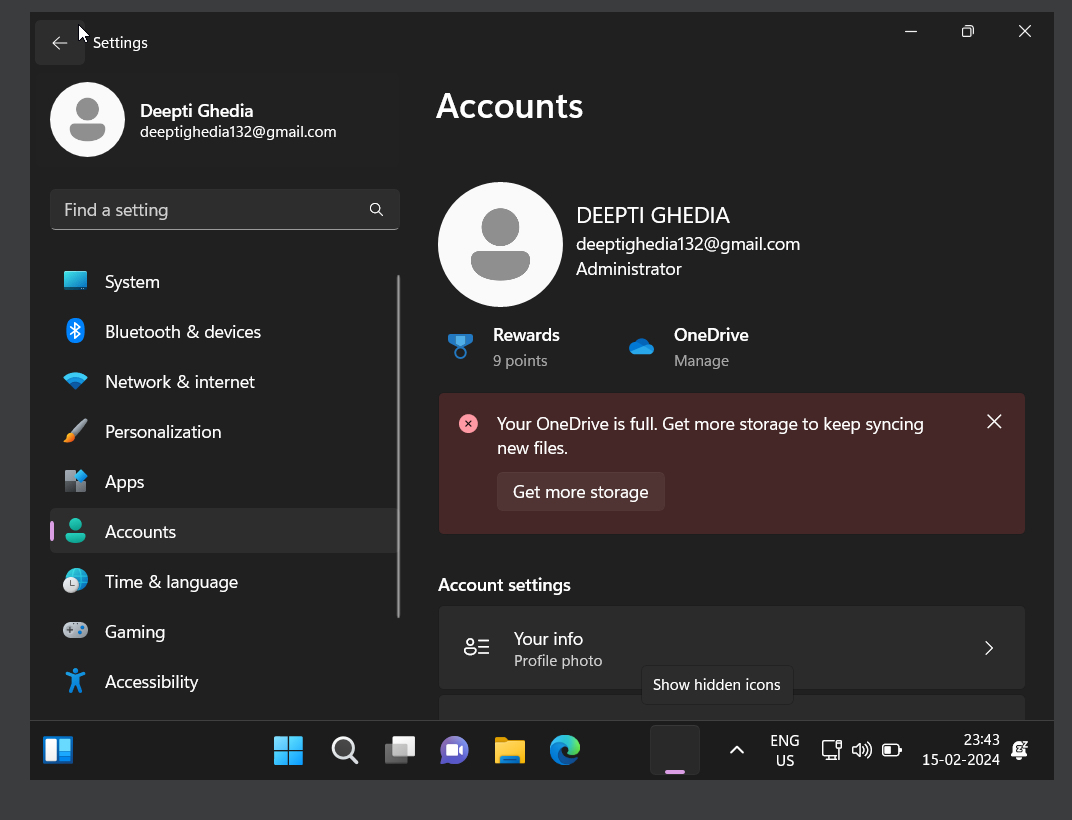 Settings
Deepti Ghedia
deeptighedia132@gmail.com
Find a setting
System
Bluetooth & devices
Network & internet
Personalization
Apps
Accounts
Time & language
Gaming
Accessibility
Accounts
DEEPTI GHEDIA
deeptighedia132@gmail.com
Administrator
Rewards
9 points
OneDrive
Manage
Your OneDrive is full. Get more storage to keep syncing
new files.
Get more storage
Account settings
Your info
Profile photo
Show hidden icons
ENG
US
23:43
15-02-2024